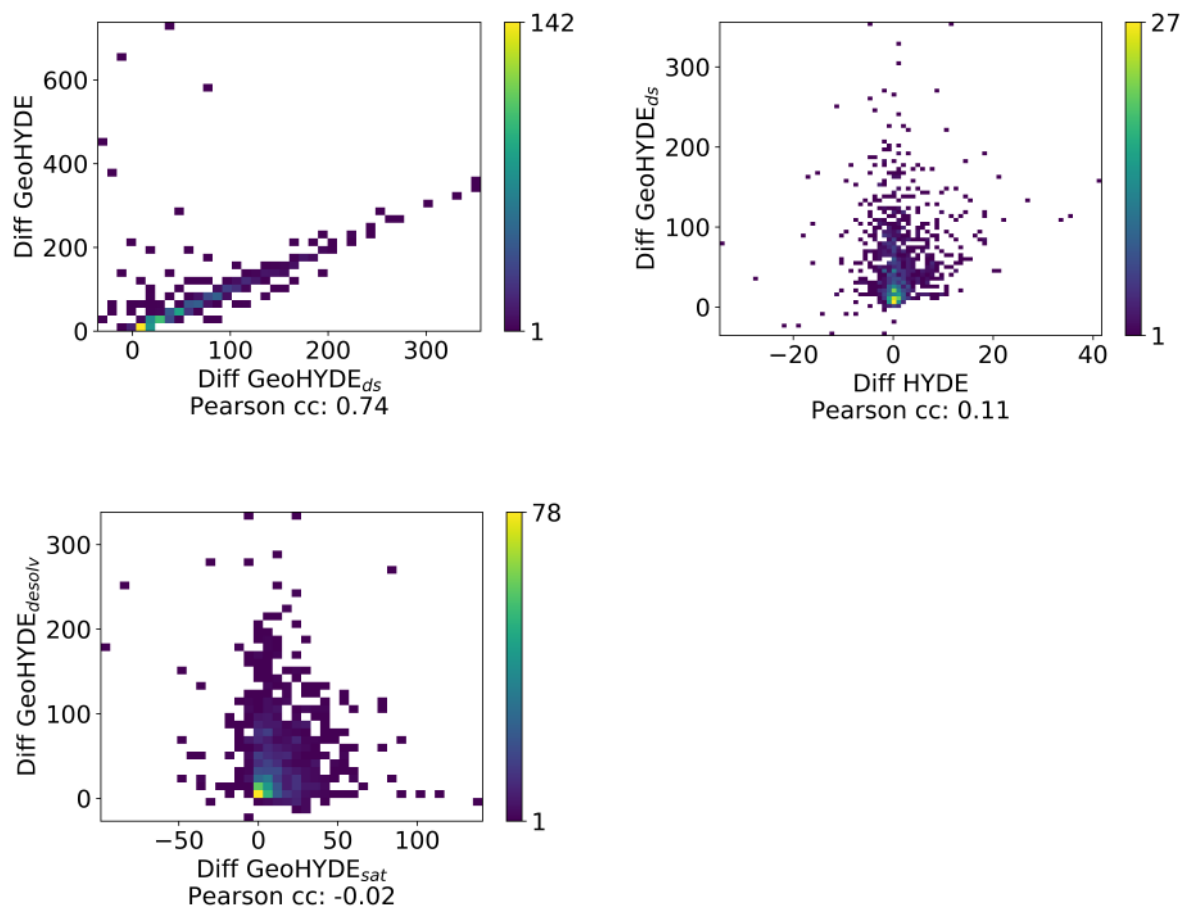 142
1
600
400
200
0
Diff GeoHYDE
0 100 200 300
Diff GeoHYDE_ds
Pearson cc: 0.74
27
1
300
200
100
0
Diff GeoHYDE_ds
−20 0 20 40
Diff HYDE
Pearson cc: 0.11
78
1
300
200
100
0
Diff GeoHYDE_desolv
−50 0 50 100
Diff GeoHYDE_sat
Pearson cc: -0.02